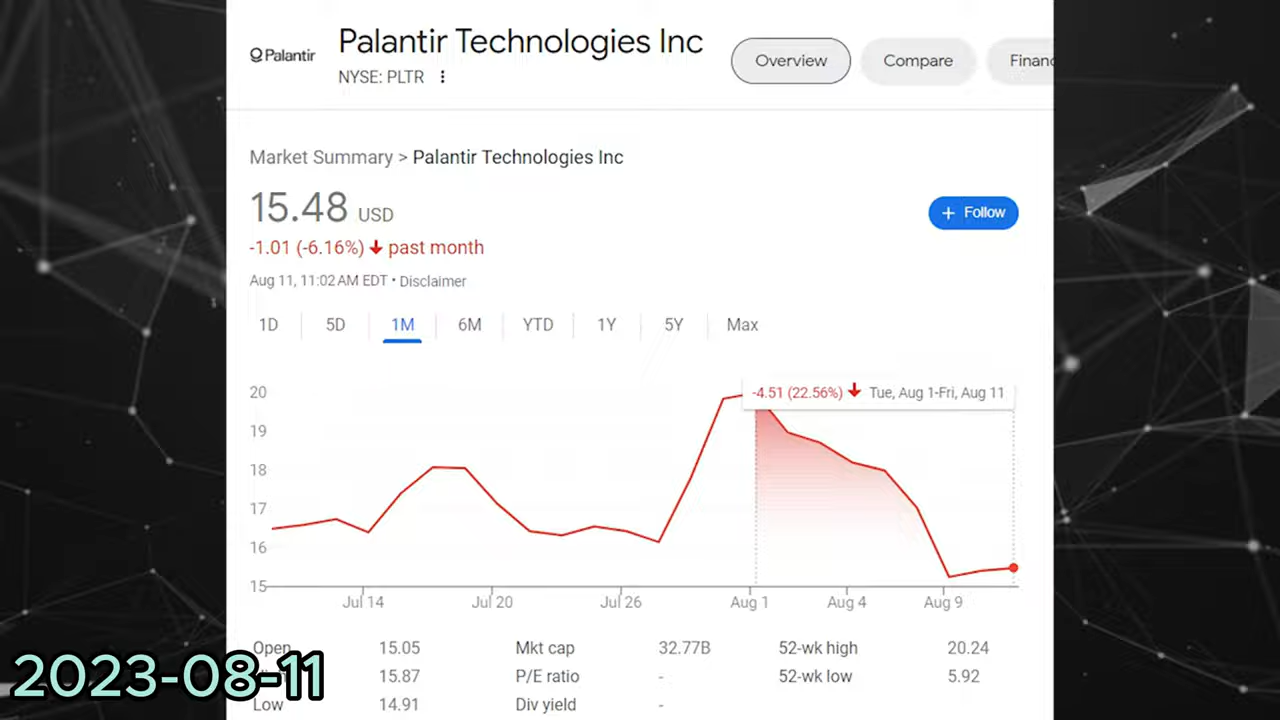 Palantir
Palantir Technologies Inc
NYSE: PLTR
Overview
Compare
Financ
Market Summary > Palantir Technologies Inc
15.48 USD
+ Follow
-1.01 (-6.16%) past month
Aug 11, 11:02 AM EDT • Disclaimer
1D 5D 1M 6M YTD 1Y 5Y Max
-4.51 (22.56%) Tue, Aug 1-Fri, Aug 11
20
19
18
17
16
15
Jul 14 Jul 20 Jul 26 Aug 1 Aug 4 Aug 9
Open 15.05 Mkt cap 32.77B 52-wk high 20.24
15.87 P/E ratio - 52-wk low 5.92
Low 14.91 Div yield -
2023-08-11